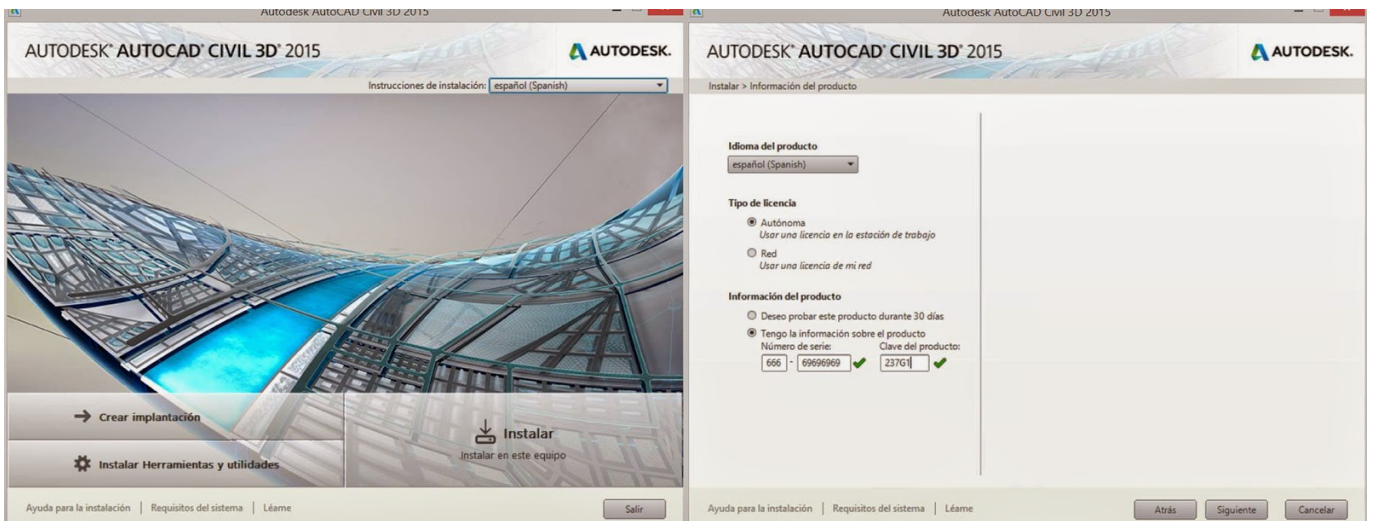 Autodesk AutoCAD Civil 3D 2015
AUTODESK® AUTOCAD® CIVIL 3D® 2015
AUTODESK.
Instrucciones de instalación: español (Spanish)
Crear implantación
Instalar Herramientas y utilidades
Instalar
Instalar en este equipo
Ayuda para la instalación | Requisitos del sistema | Léame
Salir
Autodesk AutoCAD Civil 3D 2015
AUTODESK® AUTOCAD® CIVIL 3D® 2015
AUTODESK.
Instalar > Información del producto
Idioma del producto
español (Spanish)
Tipo de licencia
Autónoma
Usar una licencia en la estación de trabajo
Red
Usar una licencia de mi red
Información del producto
Deseo probar este producto durante 30 días
Tengo la información sobre el producto
Número de serie: Clave del producto:
666 - 69696969 237G1
Ayuda para la instalación | Requisitos del sistema | Léame
Atrás Siguiente Cancelar